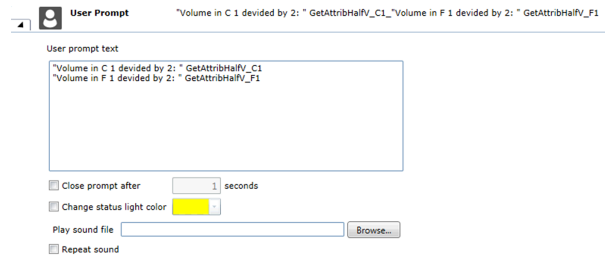 User Prompt "Volume in C 1 devided by 2: " GetAttribHalfV_C1_"Volume in F 1 devided by 2: " GetAttribHalfV_F1
User prompt text
"Volume in C 1 devided by 2: " GetAttribHalfV_C1
"Volume in F 1 devided by 2: " GetAttribHalfV_F1
Close prompt after 1 seconds
Change status light color
Play sound file Browse...
Repeat sound